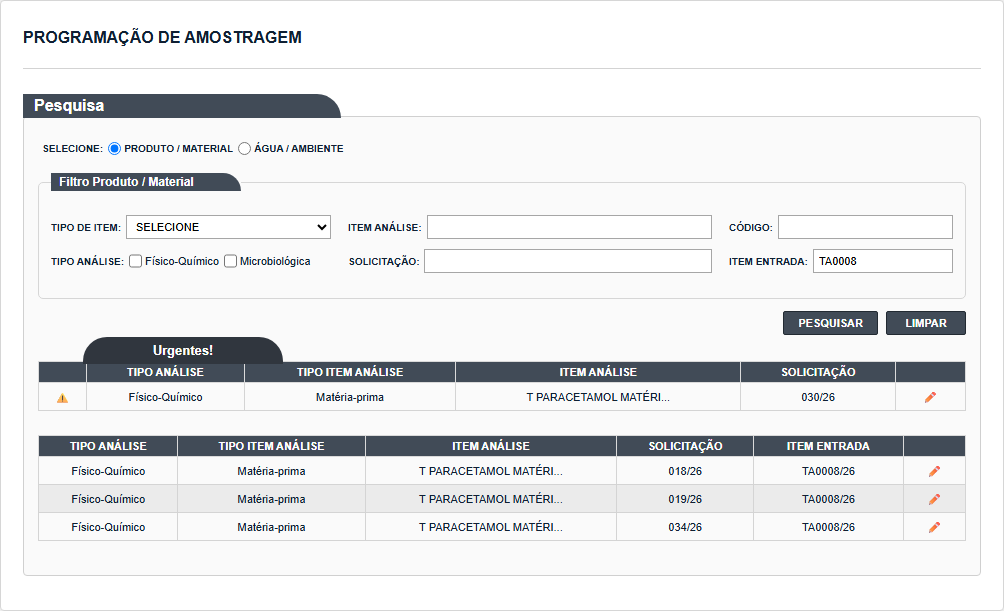 PROGRAMAÇÃO DE AMOSTRAGEM
Pesquisa
SELECIONE: PRODUTO / MATERIAL ÁGUA / AMBIENTE
Filtro Produto / Material
TIPO DE ITEM: SELECIONE ITEM ANÁLISE: CÓDIGO:
TIPO ANÁLISE: Físico-Químico Microbiológica SOLICITAÇÃO: ITEM ENTRADA: TA0008
PESQUISAR LIMPAR
Urgentes!
TIPO ANÁLISE TIPO ITEM ANÁLISE ITEM ANÁLISE SOLICITAÇÃO
Físico-Químico Matéria-prima T PARACETAMOL MATÉRI... 030/26
TIPO ANÁLISE TIPO ITEM ANÁLISE ITEM ANÁLISE SOLICITAÇÃO ITEM ENTRADA
Físico-Químico Matéria-prima T PARACETAMOL MATÉRI... 018/26 TA0008/26
Físico-Químico Matéria-prima T PARACETAMOL MATÉRI... 019/26 TA0008/26
Físico-Químico Matéria-prima T PARACETAMOL MATÉRI... 034/26 TA0008/26